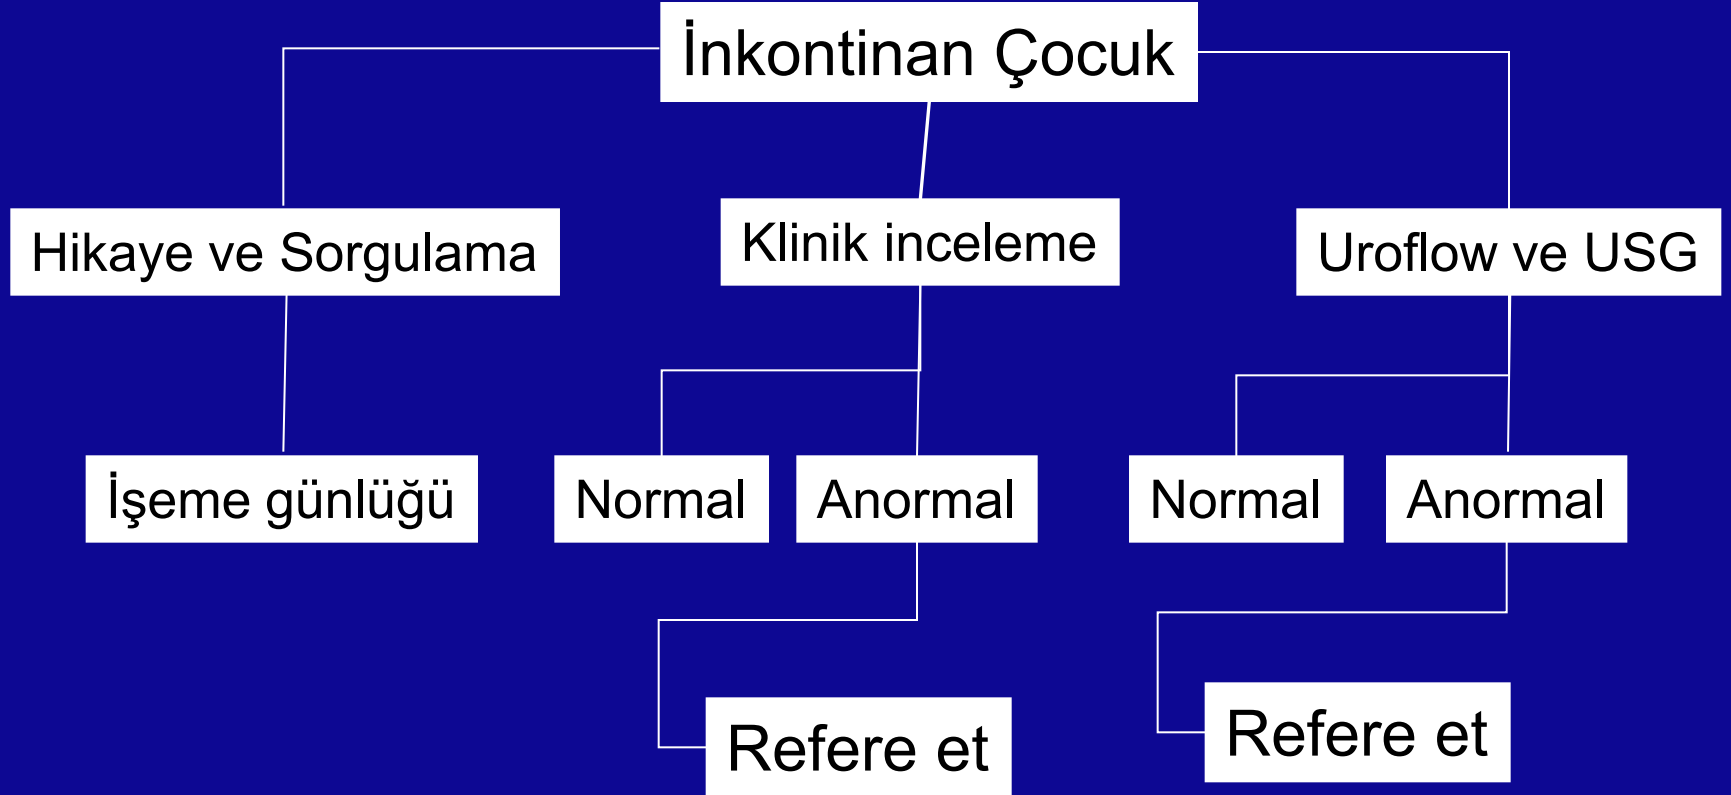 İnkontinan Çocuk
Hikaye ve Sorgulama
Klinik inceleme
Uroflow ve USG
İşeme günlüğü
Normal
Anormal
Normal
Anormal
Refere et
Refere et